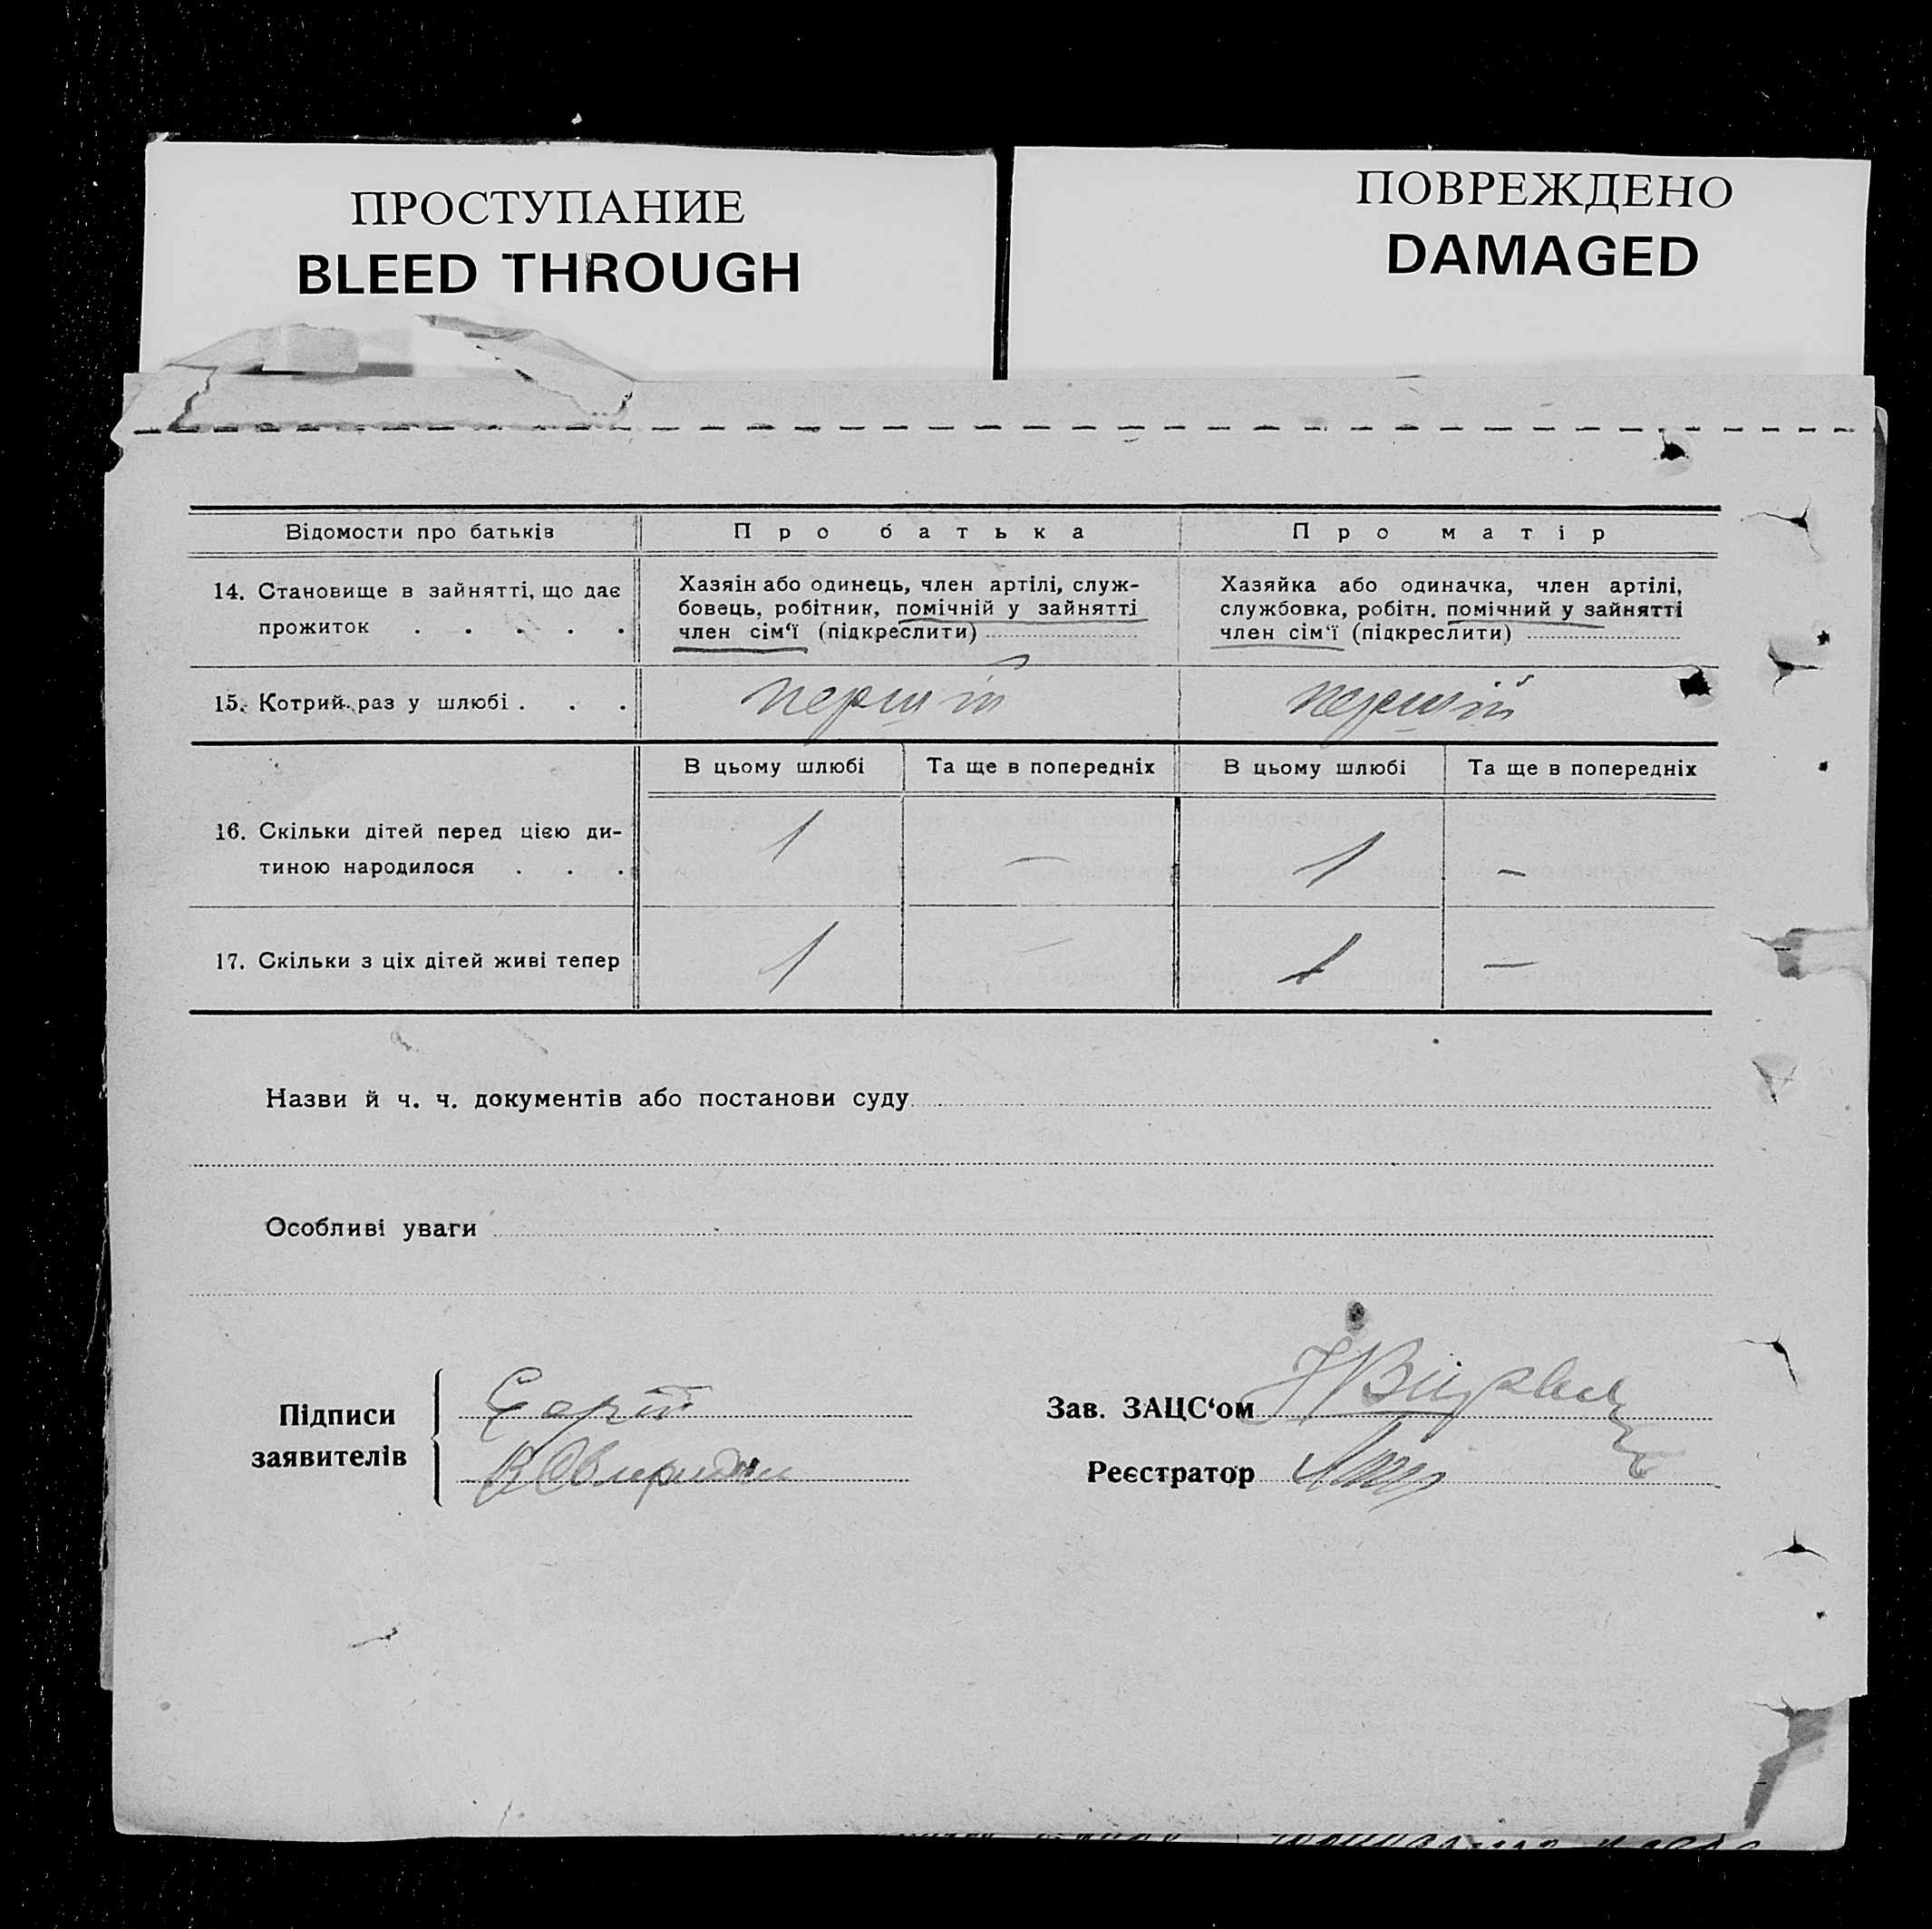 ПРОСТУПАНИЕ
BLEED THROUGH
ПОВРЕЖДЕНО
DAMAGED
Відомости про батьків
Про батька
Про матір
14. Становище в зайнятті, що дає
прожиток . . . . .
Хазяін або одинець, член артілі, служ-
бовець, робітник, помічній у зайнятті
член сім‘ї (підкреслити)
Хазяйка або одиначка, член артілі,
службовка, робітн. помічний у зайнятті
член сім‘ї (підкреслити)
15. Котрий раз у шлюбі . . .
першій
першій
В цьому шлюбі
Та ще в попередніх
В цьому шлюбі
Та ще в попередніх
16. Скільки дітей перед цією ди-
тиною народилося . . .
1
—
1
—
17. Скільки з ціх дітей живі тепер
1
—
1
—
Назви й ч. ч. документів або постанови суду
Особливі уваги
Підписи
заявителів
Зав. ЗАЦС‘ом
Реєстратор